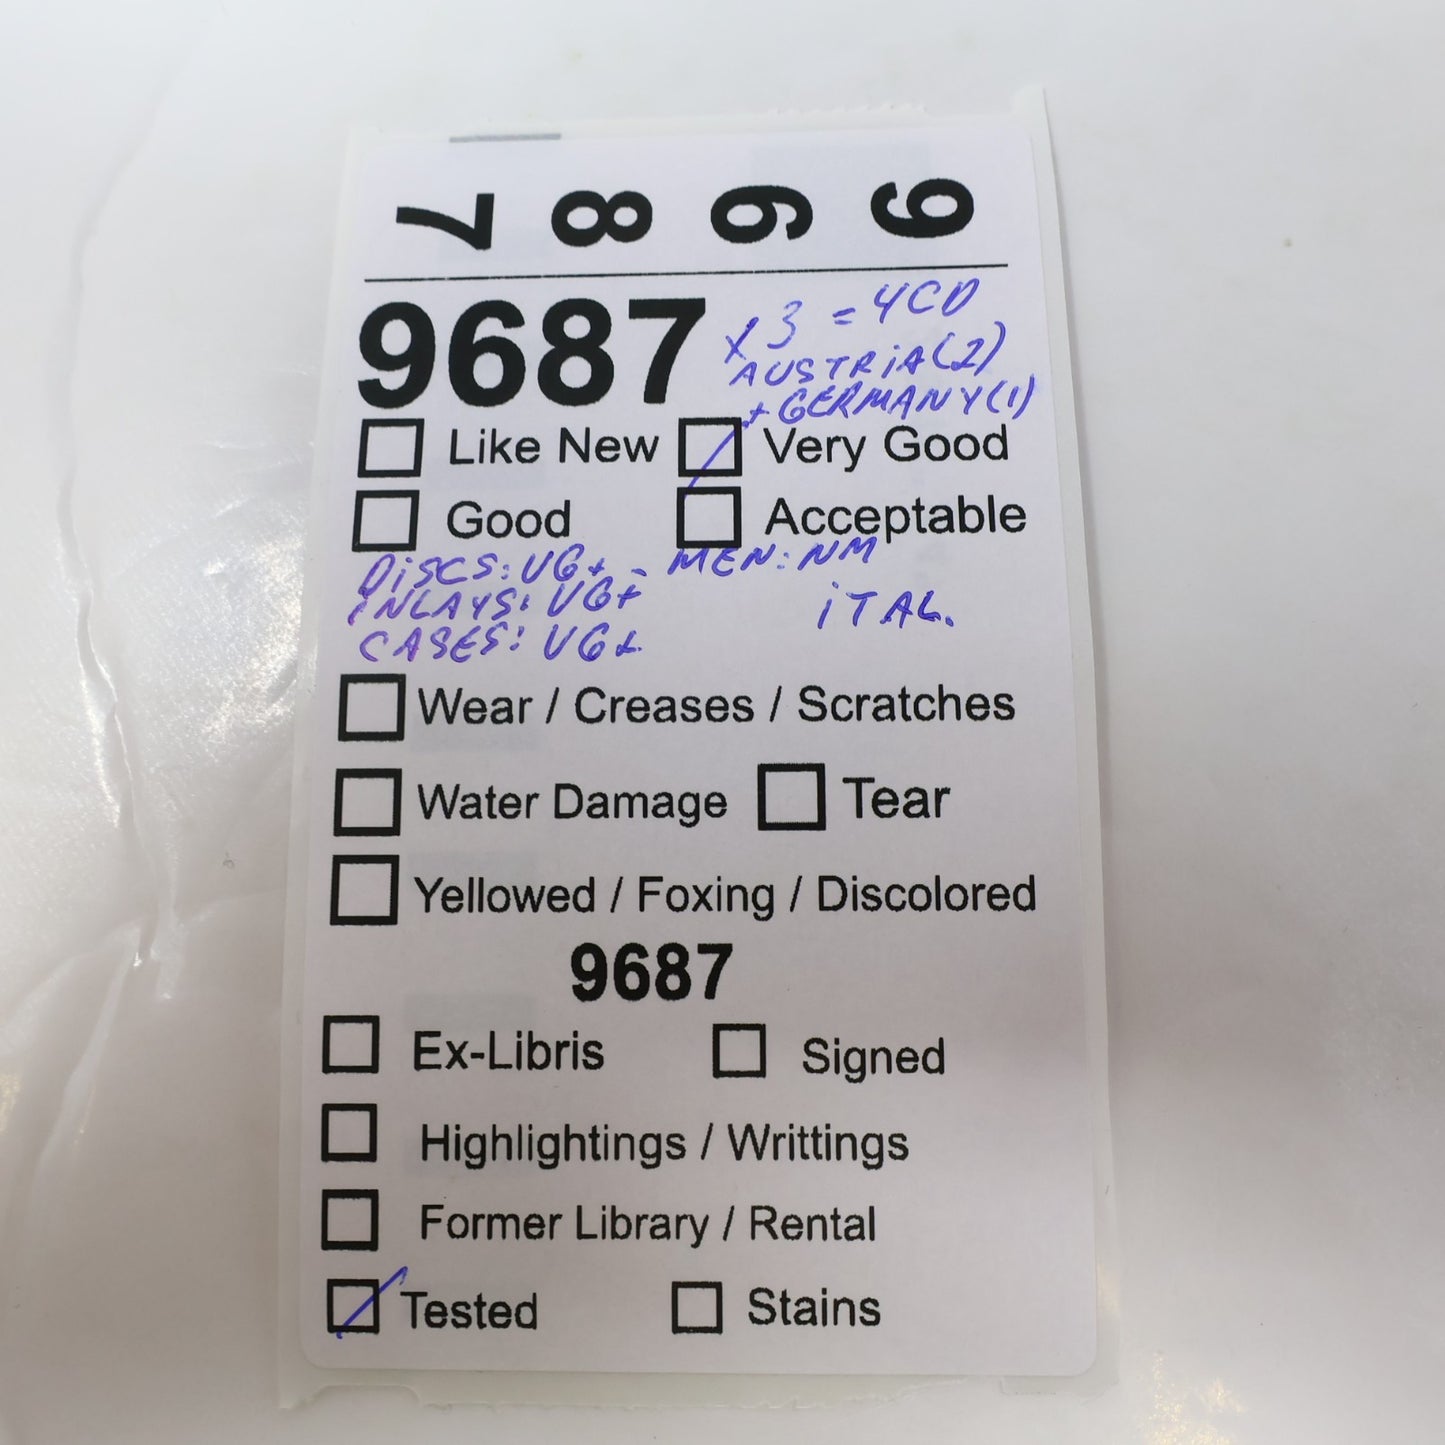 9687
9687 x 3 = 4CD
AUSTRIA (2)
+ GERMANY (1)
Like New Very Good
Good Acceptable
DISCS: VG+ - MEN: NM
INLAYS: VG+ ITAL.
CASES: VG+
Wear / Creases / Scratches
Water Damage Tear
Yellowed / Foxing / Discolored
9687
Ex-Libris Signed
Highlightings / Writtings
Former Library / Rental
Tested Stains